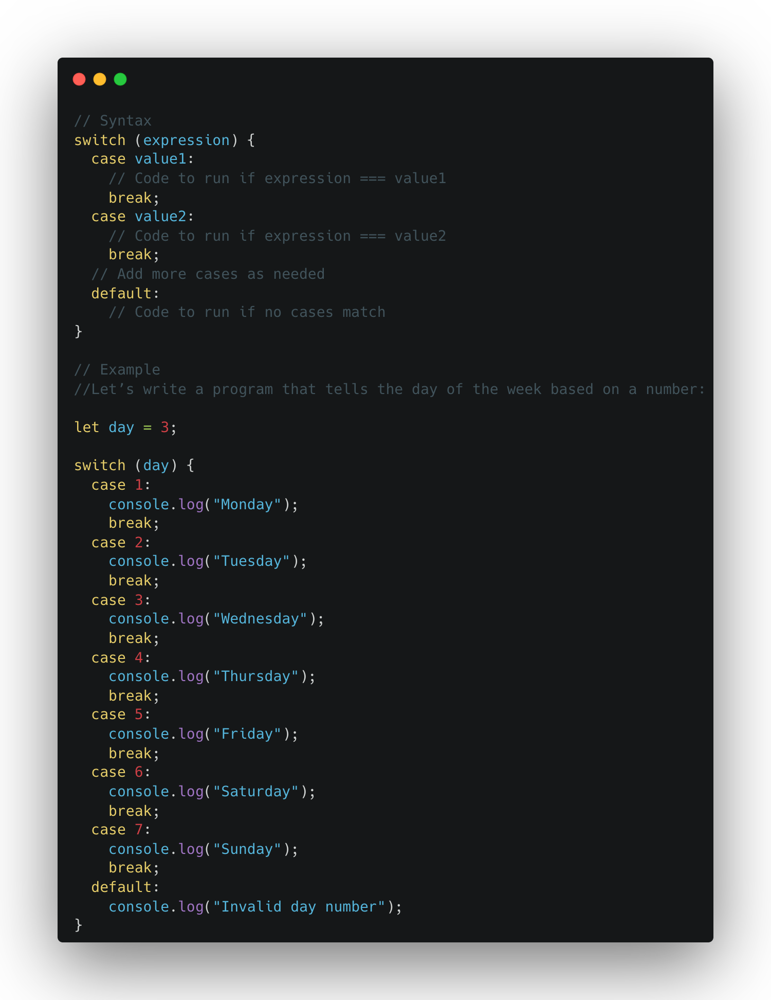 // Syntax
switch (expression) {
  case value1:
    // Code to run if expression === value1
    break;
  case value2:
    // Code to run if expression === value2
    break;
  // Add more cases as needed
  default:
    // Code to run if no cases match
}

// Example
//Let’s write a program that tells the day of the week based on a number:

let day = 3;

switch (day) {
  case 1:
    console.log("Monday");
    break;
  case 2:
    console.log("Tuesday");
    break;
  case 3:
    console.log("Wednesday");
    break;
  case 4:
    console.log("Thursday");
    break;
  case 5:
    console.log("Friday");
    break;
  case 6:
    console.log("Saturday");
    break;
  case 7:
    console.log("Sunday");
    break;
  default:
    console.log("Invalid day number");
}